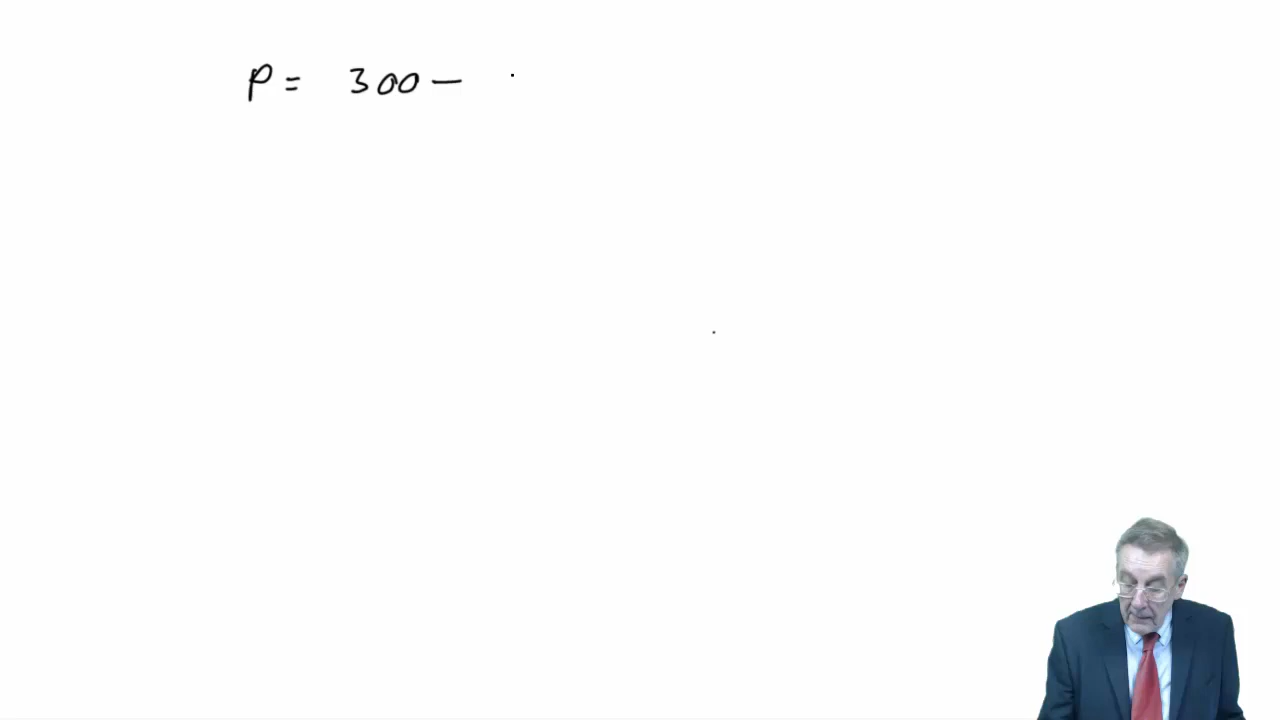 P = 300 –